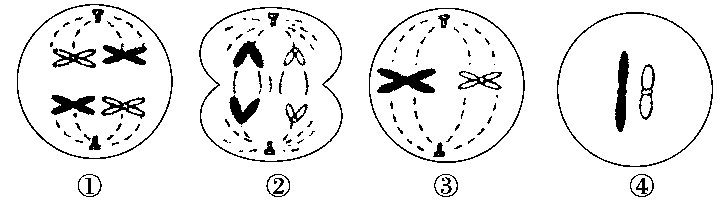 ① ② ③ ④